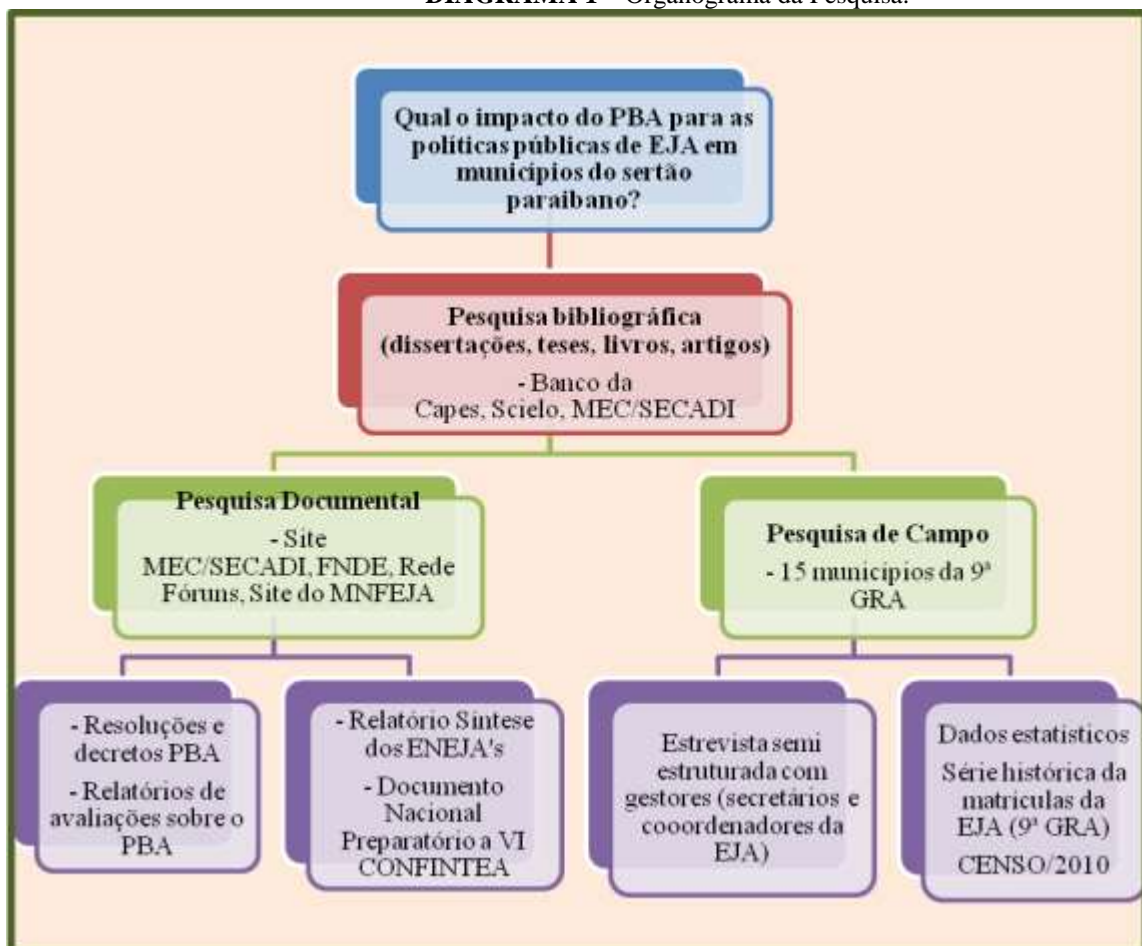 DIAGRAMA 1 – Organograma da Pesquisa.
Qual o impacto do PBA para as
políticas públicas de EJA em
municípios do sertão
paraibano?
Pesquisa bibliográfica
(dissertações, teses, livros, artigos)
- Banco da
Capes, Scielo, MEC/SECADI
Pesquisa Documental
- Site
MEC/SECADI, FNDE, Rede
Fóruns, Site do MNFEJA
Pesquisa de Campo
- 15 municípios da 9ª
GRA
- Resoluções e
decretos PBA
- Relatórios de
avaliações sobre o
PBA
- Relatório Síntese
dos ENEJA's
- Documento
Nacional
Preparatório a VI
CONFINTEA
Estrevista semi
estruturada com
gestores (secretários e
cooordenadores da
EJA)
Dados estatísticos
Série histórica da
matriculas da
EJA (9ª GRA)
CENSO/2010